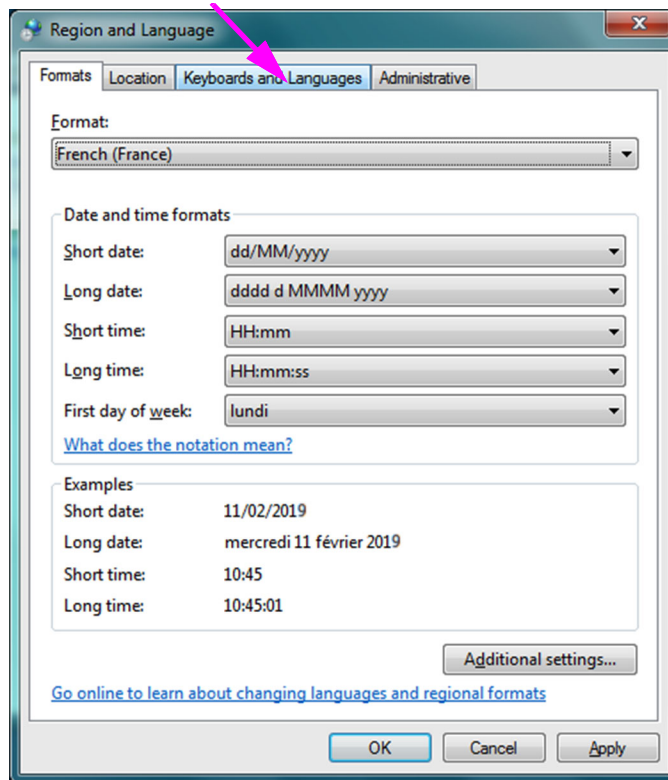 Region and Language
Formats Location Keyboards and Languages Administrative
Format:
French (France)
Date and time formats
Short date: dd/MM/yyyy
Long date: dddd d MMMM yyyy
Short time: HH:mm
Long time: HH:mm:ss
First day of week: lundi
What does the notation mean?
Examples
Short date: 11/02/2019
Long date: mercredi 11 février 2019
Short time: 10:45
Long time: 10:45:01
Additional settings...
Go online to learn about changing languages and regional formats
OK Cancel Apply